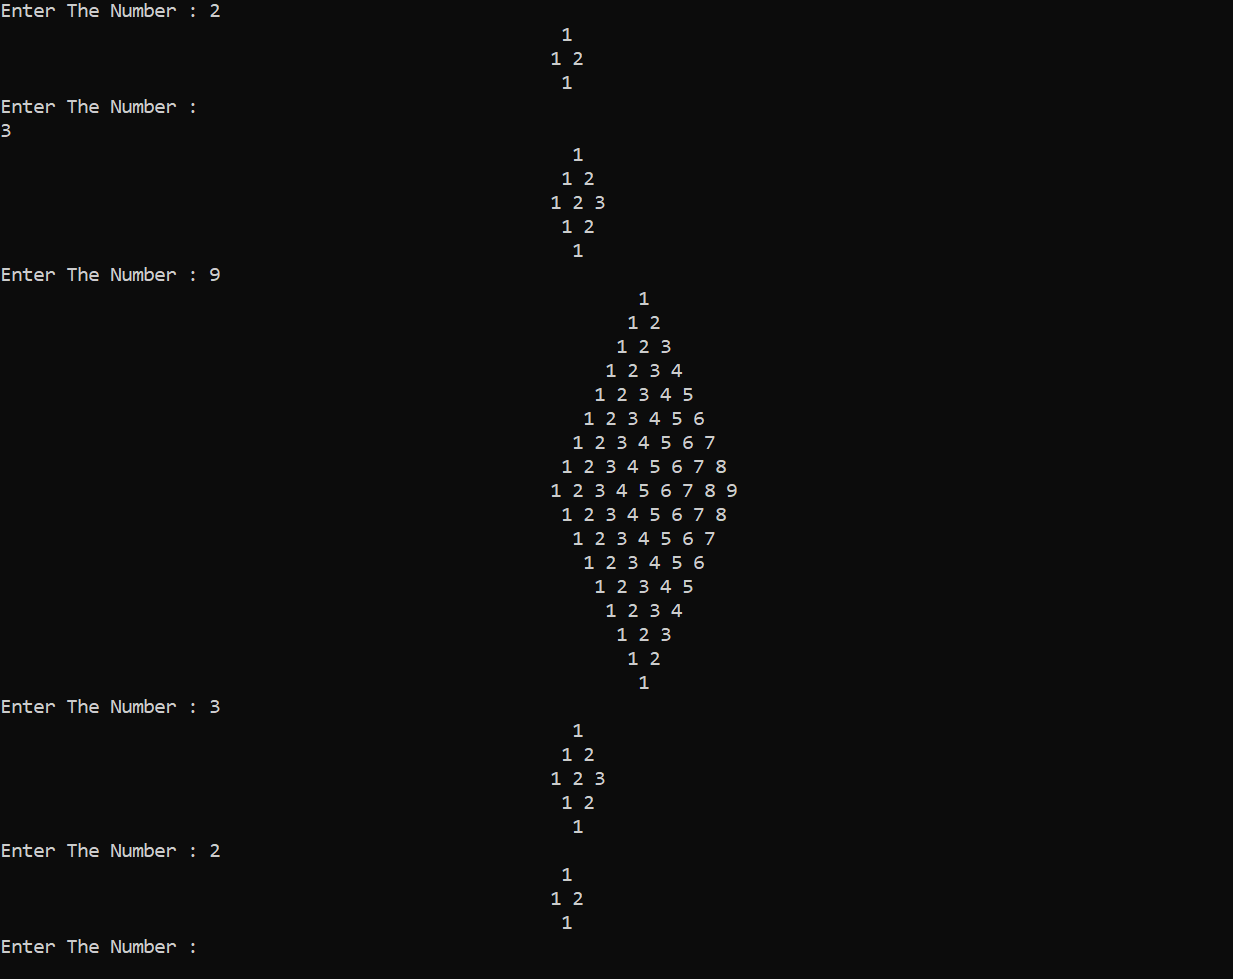 Enter The Number : 2
1
1 2
1
Enter The Number :
3
1
1 2
1 2 3
1 2
1
Enter The Number : 9
1
1 2
1 2 3
1 2 3 4
1 2 3 4 5
1 2 3 4 5 6
1 2 3 4 5 6 7
1 2 3 4 5 6 7 8
1 2 3 4 5 6 7 8 9
1 2 3 4 5 6 7 8
1 2 3 4 5 6 7
1 2 3 4 5 6
1 2 3 4 5
1 2 3 4
1 2 3
1 2
1
Enter The Number : 3
1
1 2
1 2 3
1 2
1
Enter The Number : 2
1
1 2
1
Enter The Number :